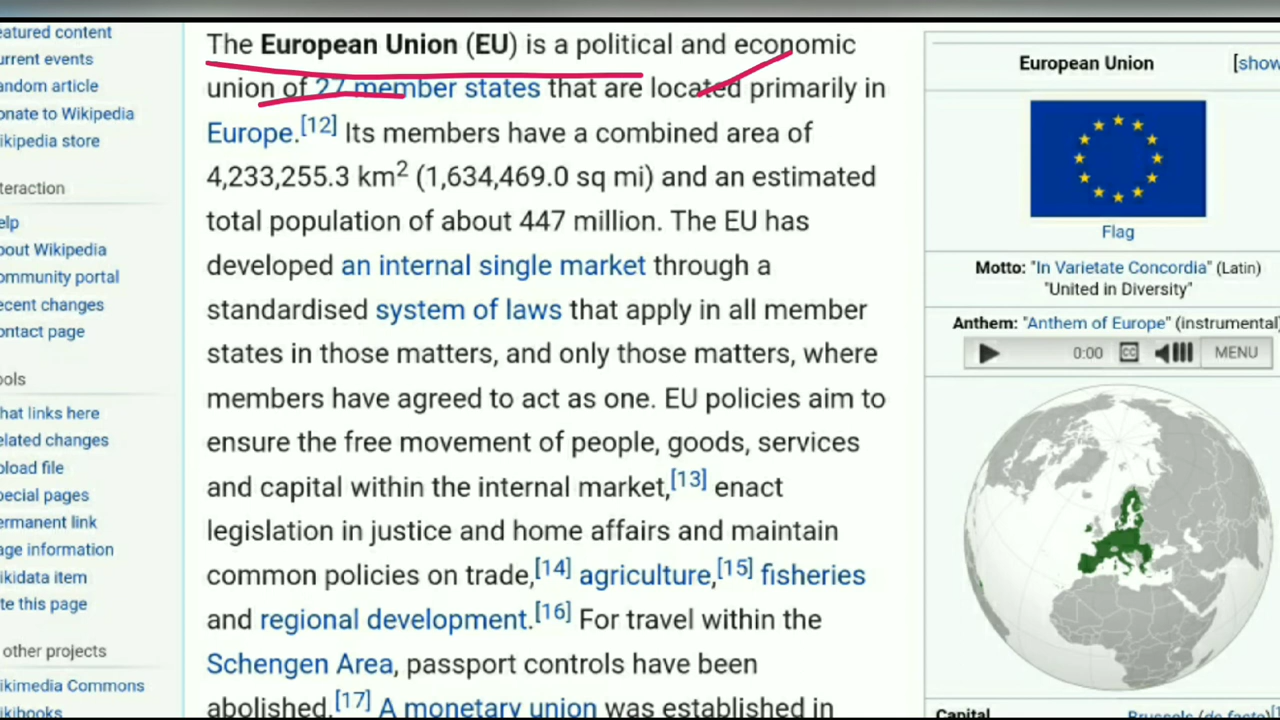 eatured content
urrent events
andom article
onate to Wikipedia
ikipedia store
teraction
elp
bout Wikipedia
ommunity portal
ecent changes
ontact page
ols
hat links here
elated changes
pload file
pecial pages
ermanent link
age information
ikidata item
te this page
other projects
ikimedia Commons
ikibooks
The European Union (EU) is a political and economic
union of 27 member states that are located primarily in
Europe.[12] Its members have a combined area of
4,233,255.3 km2 (1,634,469.0 sq mi) and an estimated
total population of about 447 million. The EU has
developed an internal single market through a
standardised system of laws that apply in all member
states in those matters, and only those matters, where
members have agreed to act as one. EU policies aim to
ensure the free movement of people, goods, services
and capital within the internal market,[13] enact
legislation in justice and home affairs and maintain
common policies on trade,[14] agriculture,[15] fisheries
and regional development.[16] For travel within the
Schengen Area, passport controls have been
abolished.[17] A monetary union was established in
European Union [show
Flag
Motto: "In Varietate Concordia" (Latin)
"United in Diversity"
Anthem: "Anthem of Europe" (instrumental)
0:00 CC MENU
Capital Brussels (de facto)[1